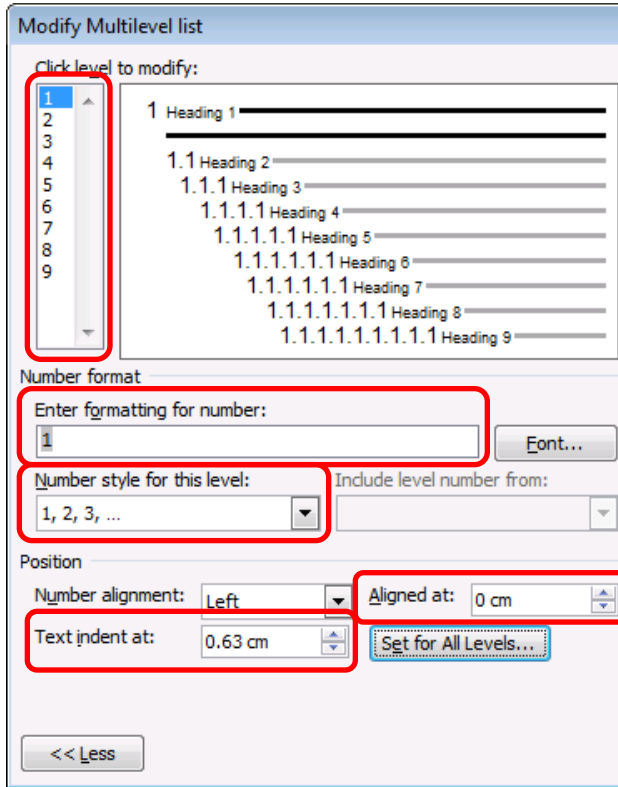 Modify Multilevel list
Click level to modify:
1
2
3
4
5
6
7
8
9
1 Heading 1
1.1 Heading 2
1.1.1 Heading 3
1.1.1.1 Heading 4
1.1.1.1.1 Heading 5
1.1.1.1.1.1 Heading 6
1.1.1.1.1.1 Heading 7
1.1.1.1.1.1.1 Heading 8
1.1.1.1.1.1.1.1.1 Heading 9
Number format
Enter formatting for number:
1
Font...
Number style for this level: Include level number from:
1, 2, 3, ...
Position
Number alignment: Left Aligned at: 0 cm
Text indent at: 0.63 cm Set for All Levels...
<< Less